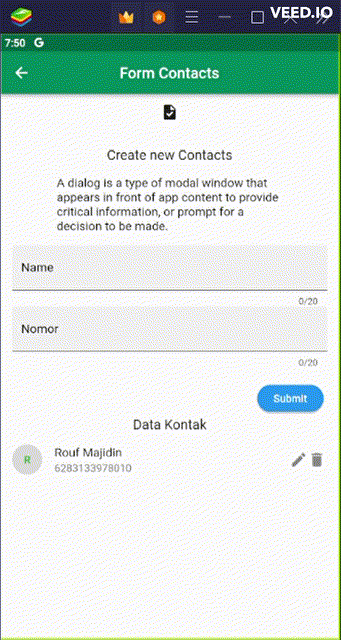 VEED.IO
7:50 G
Form Contacts
Create new Contacts
A dialog is a type of modal window that
appears in front of app content to provide
critical information, or prompt for a
decision to be made.
Name
0/20
Nomor
0/20
Submit
Data Kontak
R
Rouf Majidin
6283133978010